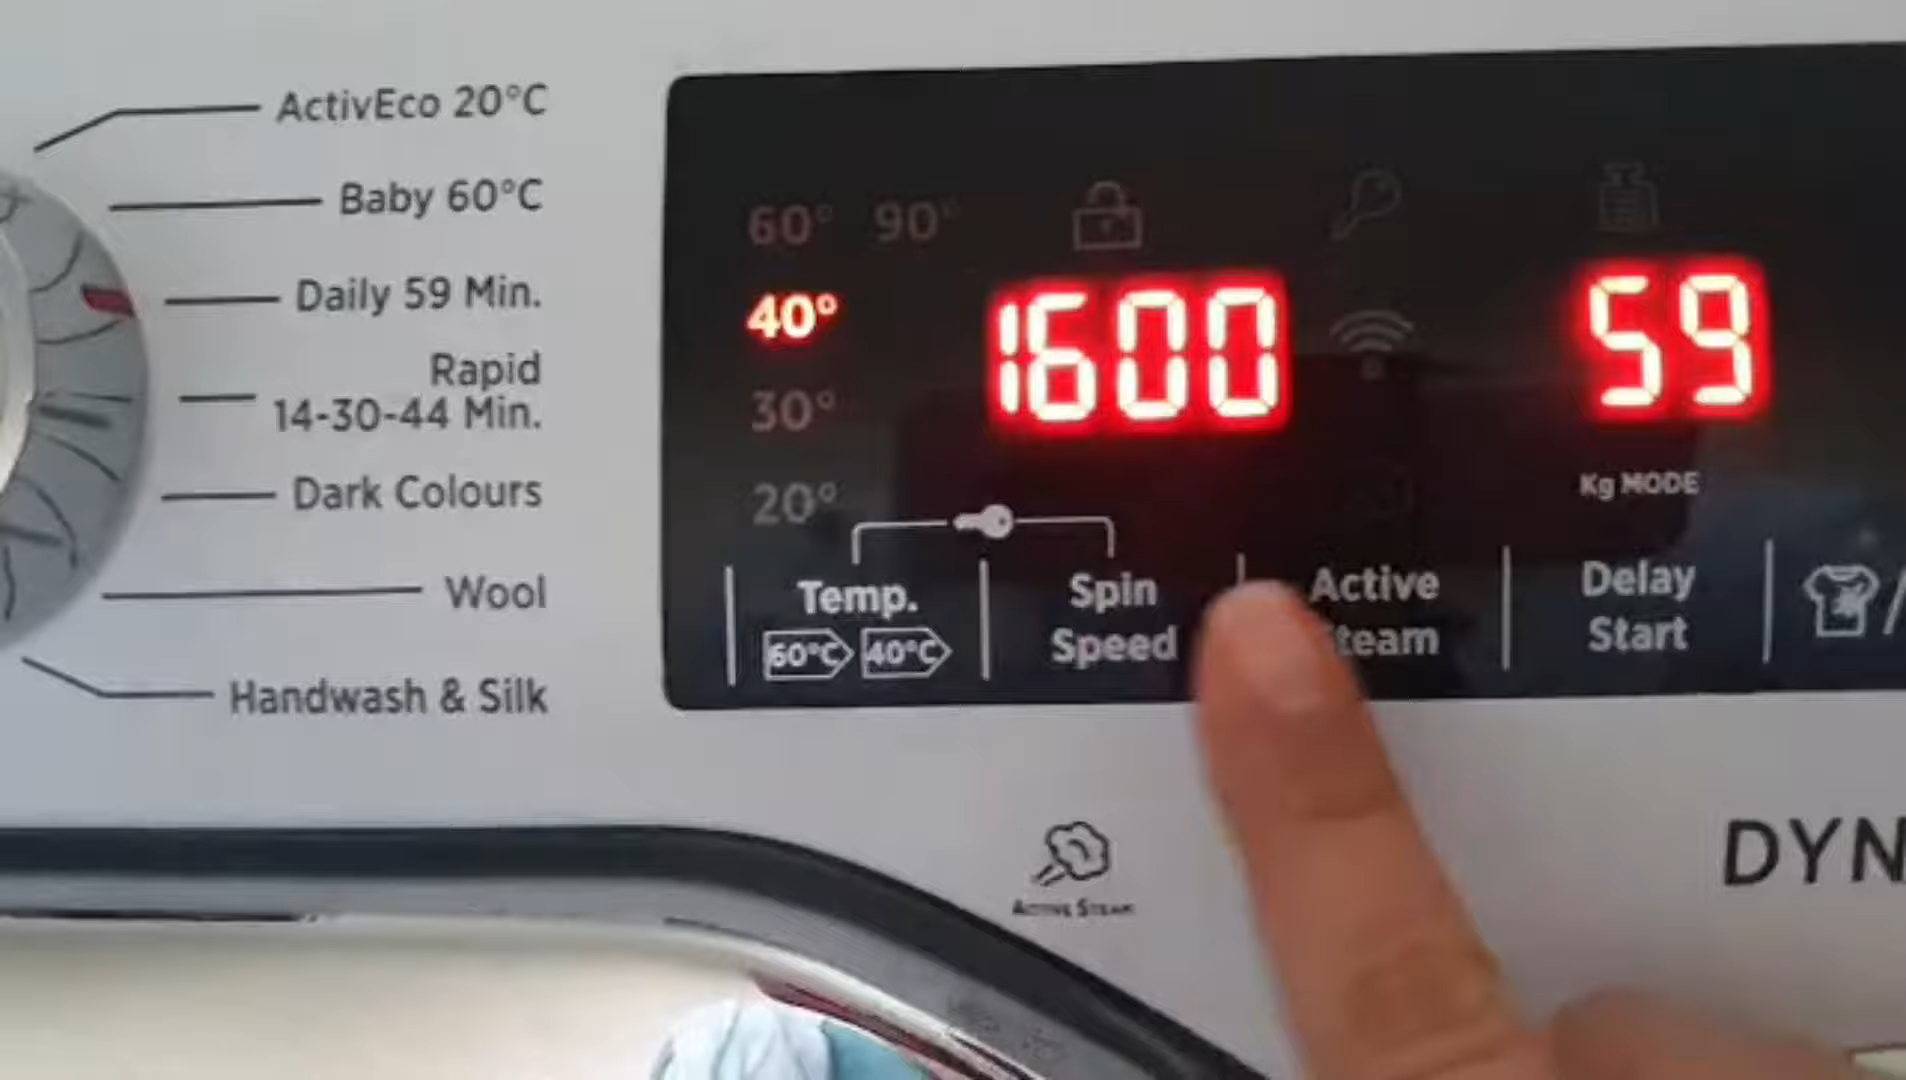 ActivEco 20°C
Baby 60°C
Daily 59 Min.
Rapid
14-30-44 Min.
Dark Colours
Wool
Handwash & Silk
60° 90°
40°
30°
20°
1600
59
Kg MODE
Temp.
60°C 40°C
Spin
Speed
Active
Steam
Delay
Start
ACTIVE STEAM
DYN